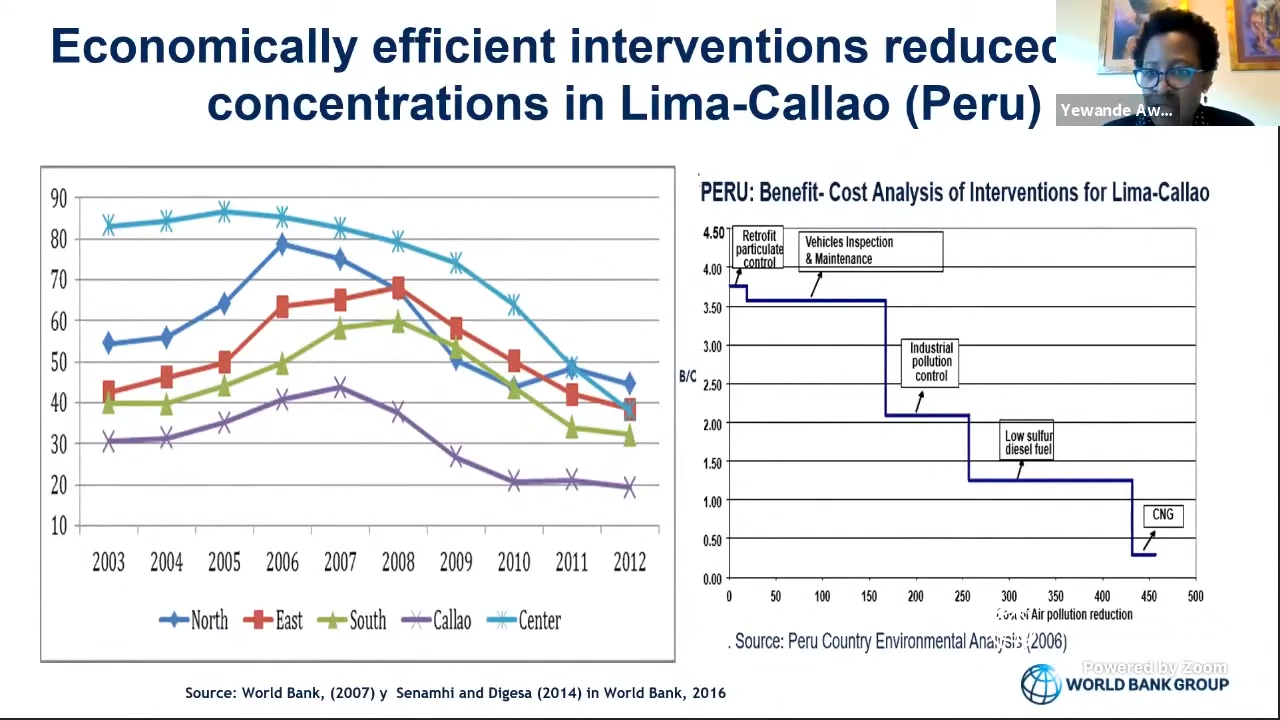 Economically efficient interventions reduced
concentrations in Lima-Callao (Peru)
Yewande Aw...
90
80
70
60
50
40
30
20
10
2003 2004 2005 2006 2007 2008 2009 2010 2011 2012
North East South Callao Center
PERU: Benefit- Cost Analysis of Interventions for Lima-Callao
4.50
4.00
3.50
3.00
2.50
2.00
1.50
1.00
0.50
0.00
B/C
Retrofit
particulate
control
Vehicles Inspection
& Maintenance
Industrial
pollution
control
Low sulfur
diesel fuel
CNG
0 50 100 150 200 250 300 350 400 450 500
Cost of Air pollution reduction
. Source: Peru Country Environmental Analysis (2006)
Source: World Bank, (2007) y Senamhi and Digesa (2014) in World Bank, 2016
Powered by Zoom
WORLD BANK GROUP